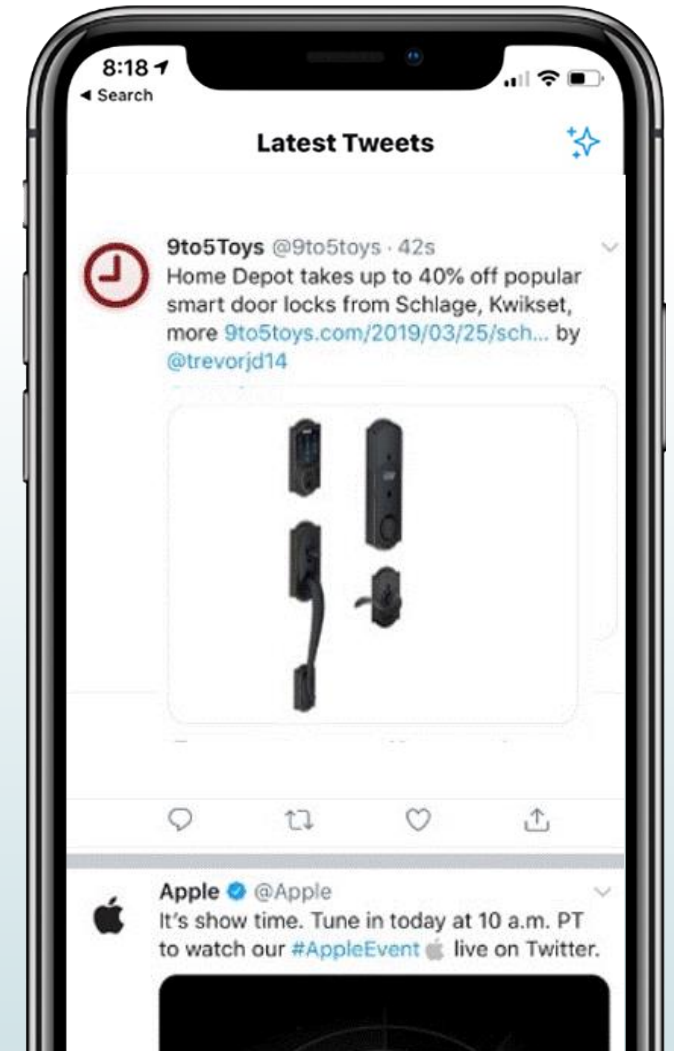 8:18
◀ Search
Latest Tweets
9to5Toys @9to5toys · 42s
Home Depot takes up to 40% off popular
smart door locks from Schlage, Kwikset,
more 9to5toys.com/2019/03/25/sch... by
@trevorjd14
Apple @Apple
It's show time. Tune in today at 10 a.m. PT
to watch our #AppleEvent live on Twitter.